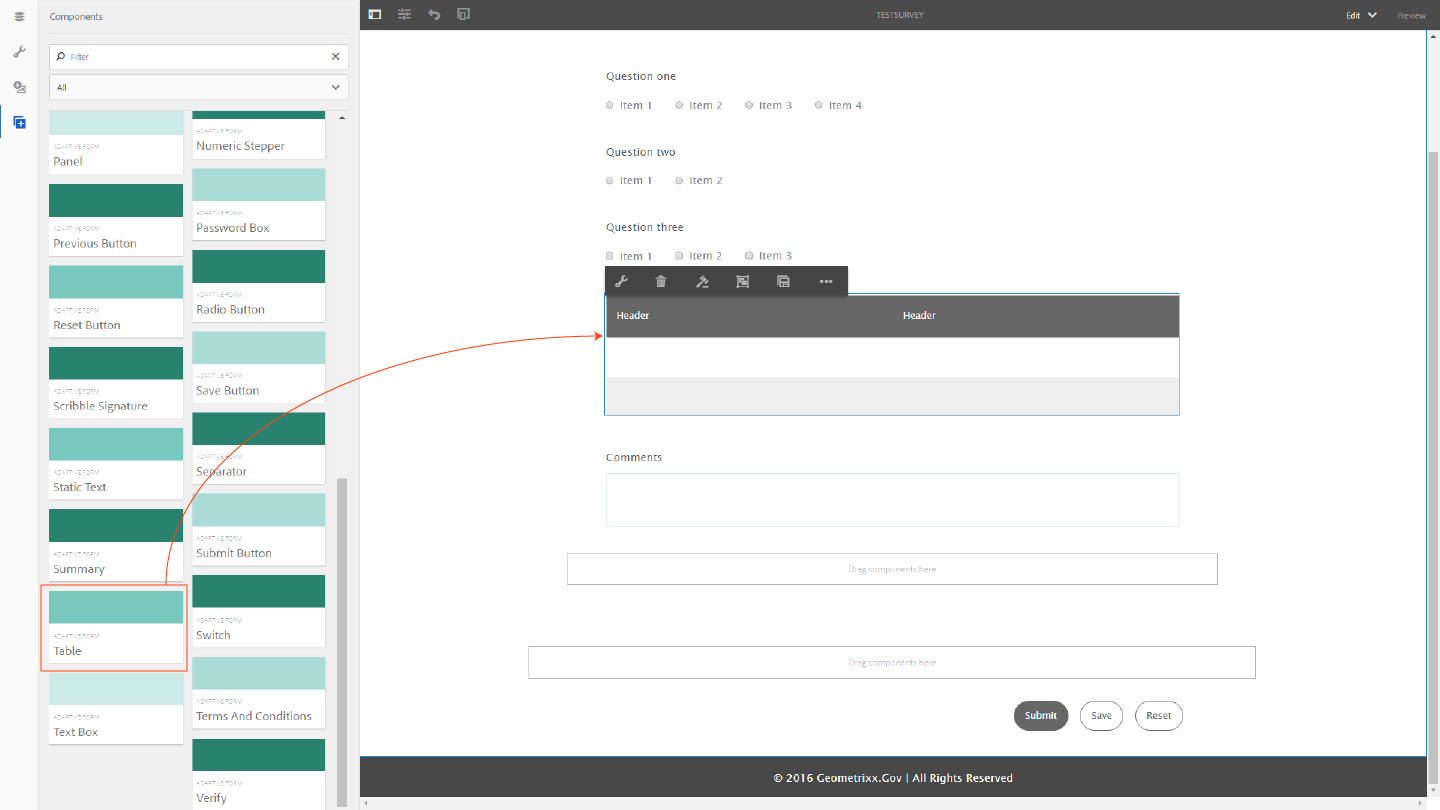 Components
Filter
All
ADAPTIVE FORM
Panel
ADAPTIVE FORM
Previous Button
ADAPTIVE FORM
Reset Button
ADAPTIVE FORM
Scribble Signature
ADAPTIVE FORM
Static Text
ADAPTIVE FORM
Summary
ADAPTIVE FORM
Table
ADAPTIVE FORM
Text Box
ADAPTIVE FORM
Numeric Stepper
ADAPTIVE FORM
Password Box
ADAPTIVE FORM
Radio Button
ADAPTIVE FORM
Save Button
ADAPTIVE FORM
Separator
ADAPTIVE FORM
Submit Button
ADAPTIVE FORM
Switch
ADAPTIVE FORM
Terms And Conditions
ADAPTIVE FORM
Verify
TESTSURVEY
Edit
Preview
Question one
Item 1 Item 2 Item 3 Item 4
Question two
Item 1 Item 2
Question three
Item 1 Item 2 Item 3
Header Header
Comments
Drag components here
Drag components here
Submit Save Reset
© 2016 Geometrixx.Gov | All Rights Reserved